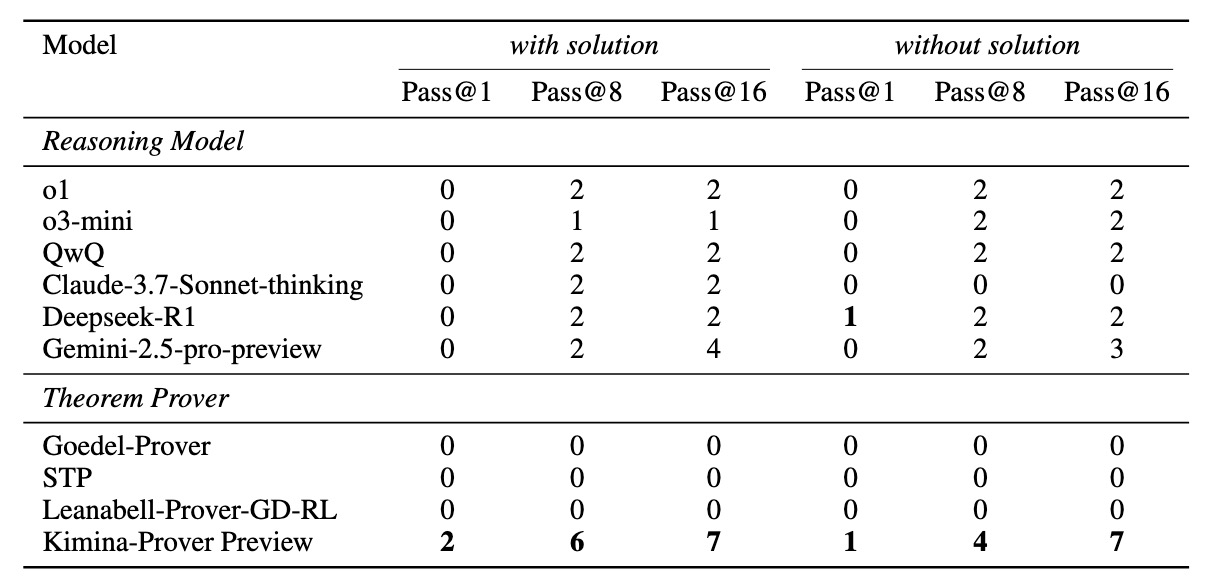 Model with solution without solution
Pass@1 Pass@8 Pass@16 Pass@1 Pass@8 Pass@16
Reasoning Model
o1 0 2 2 0 2 2
o3-mini 0 1 1 0 2 2
QwQ 0 2 2 0 2 2
Claude-3.7-Sonnet-thinking 0 2 2 0 0 0
Deepseek-R1 0 2 2 1 2 2
Gemini-2.5-pro-preview 0 2 4 0 2 3
Theorem Prover
Goedel-Prover 0 0 0 0 0 0
STP 0 0 0 0 0 0
Leanabell-Prover-GD-RL 0 0 0 0 0 0
Kimina-Prover Preview 2 6 7 1 4 7